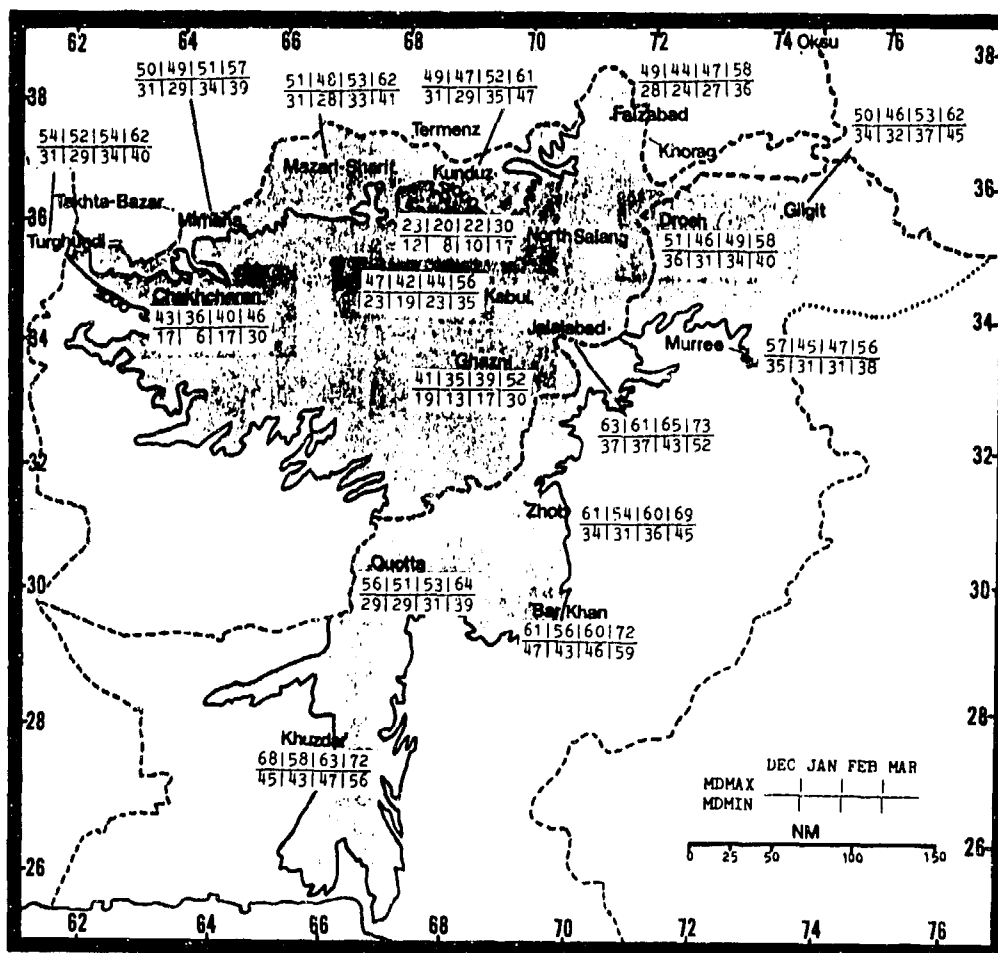 62 64 66 68 70 72 74 76
Oksu
38 38
50|49|51|57
31|29|34|39
51|48|53|62
31|28|33|41
49|47|52|61
31|29|35|47
49|44|47|58
28|24|27|36
Faizabad
50|46|53|62
34|32|37|45
54|52|54|62
31|29|34|40
Termenz
Khorag
Mazari-Sharif
Kunduz
36 36
Takhta-Bazar
Mimana
Gilgit
Turghundi
23|20|22|30
12| 8|10|17
North Salang
Drosh
51|46|49|58
36|31|34|40
47|42|44|56
23|19|23|35
Kabul
Chakhcharan
43|36|40|46
17| 6|17|30
34 34
Jalalabad
Murree
57|45|47|56
35|31|31|38
Ghazni
41|35|39|52
19|13|17|30
63|61|65|73
37|37|43|52
32 32
Zhob
61|54|60|69
34|31|36|45
Quotta
56|51|53|64
29|29|31|39
30 30
Bar Khan
61|56|60|72
47|43|46|59
28 28
Khuzdar
68|58|63|72
45|43|47|56
DEC JAN FEB MAR
MDMAX
MDMIN
NM
0 25 50 100 150
26 26
62 64 66 68 70 72 74 76